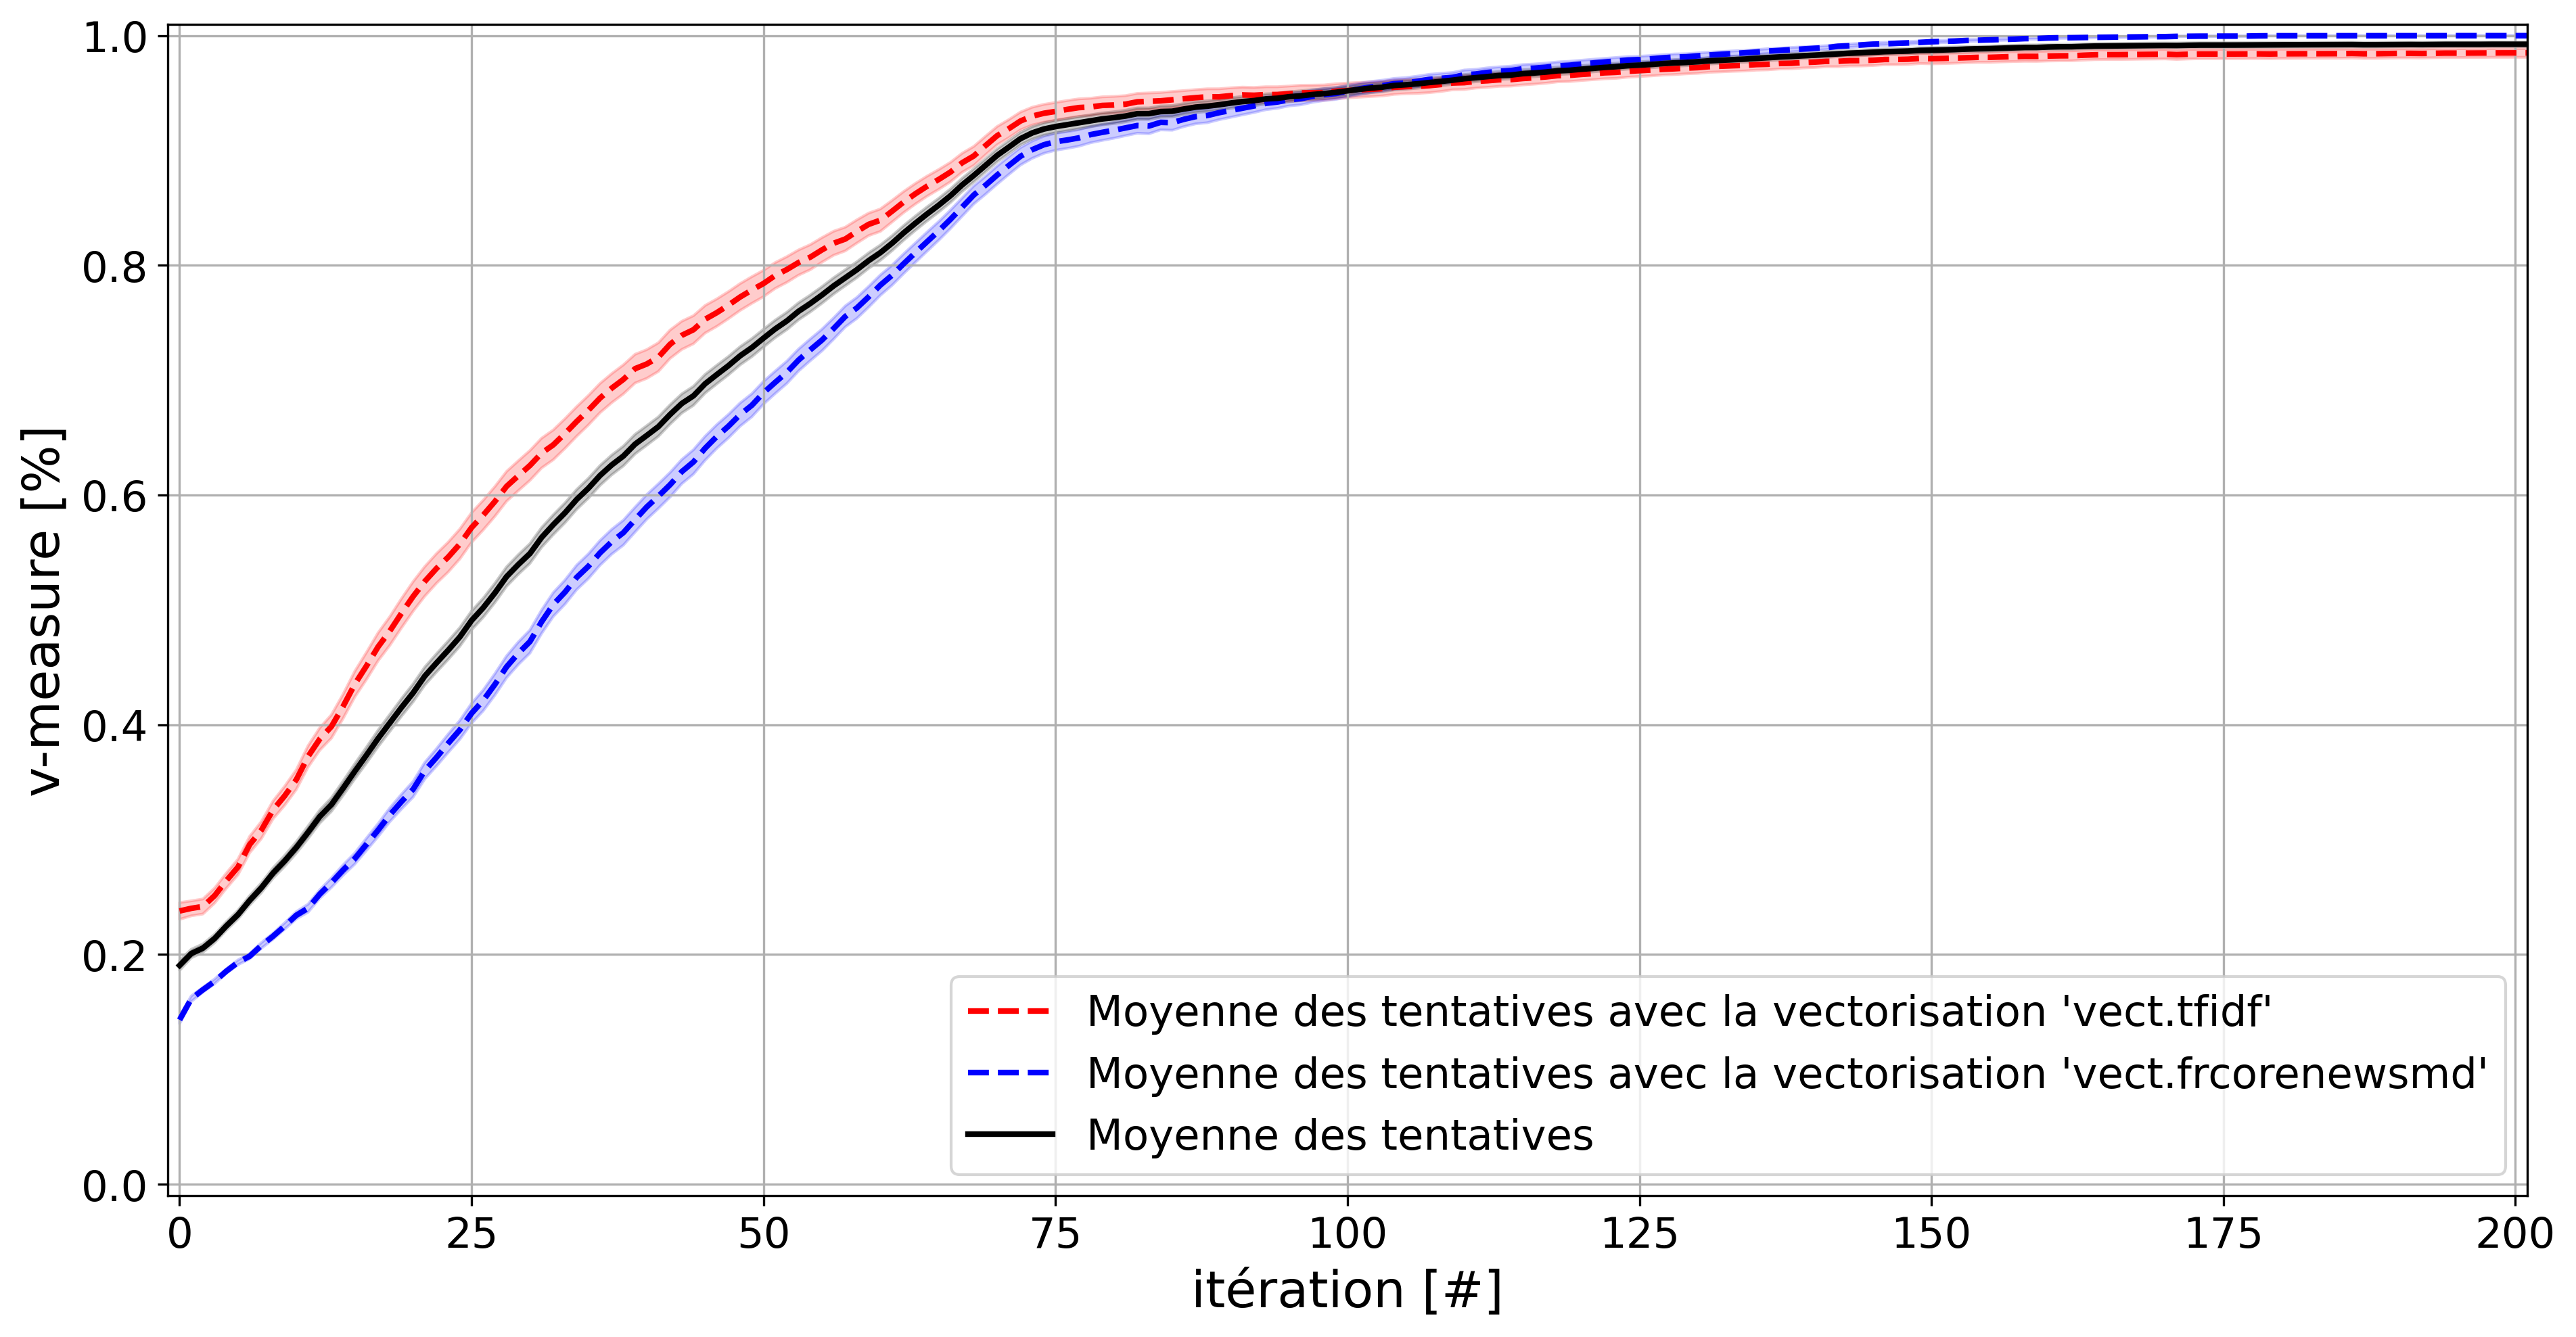 1.0
0.8
0.6
0.4
0.2
0.0
v-measure [%]
Moyenne des tentatives avec la vectorisation 'vect.tfidf'
Moyenne des tentatives avec la vectorisation 'vect.frcorenewsmd'
Moyenne des tentatives
0 25 50 75 100 125 150 175 200
itération [#]